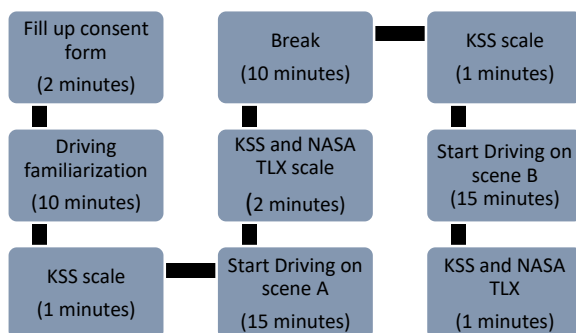 Fill up consent
form
(2 minutes)
Driving
familiarization
(10 minutes)
KSS scale
(1 minutes)
Start Driving on
scene A
(15 minutes)
KSS and NASA
TLX scale
(2 minutes)
Break
(10 minutes)
KSS scale
(1 minutes)
Start Driving on
scene B
(15 minutes)
KSS and NASA
TLX
(1 minutes)